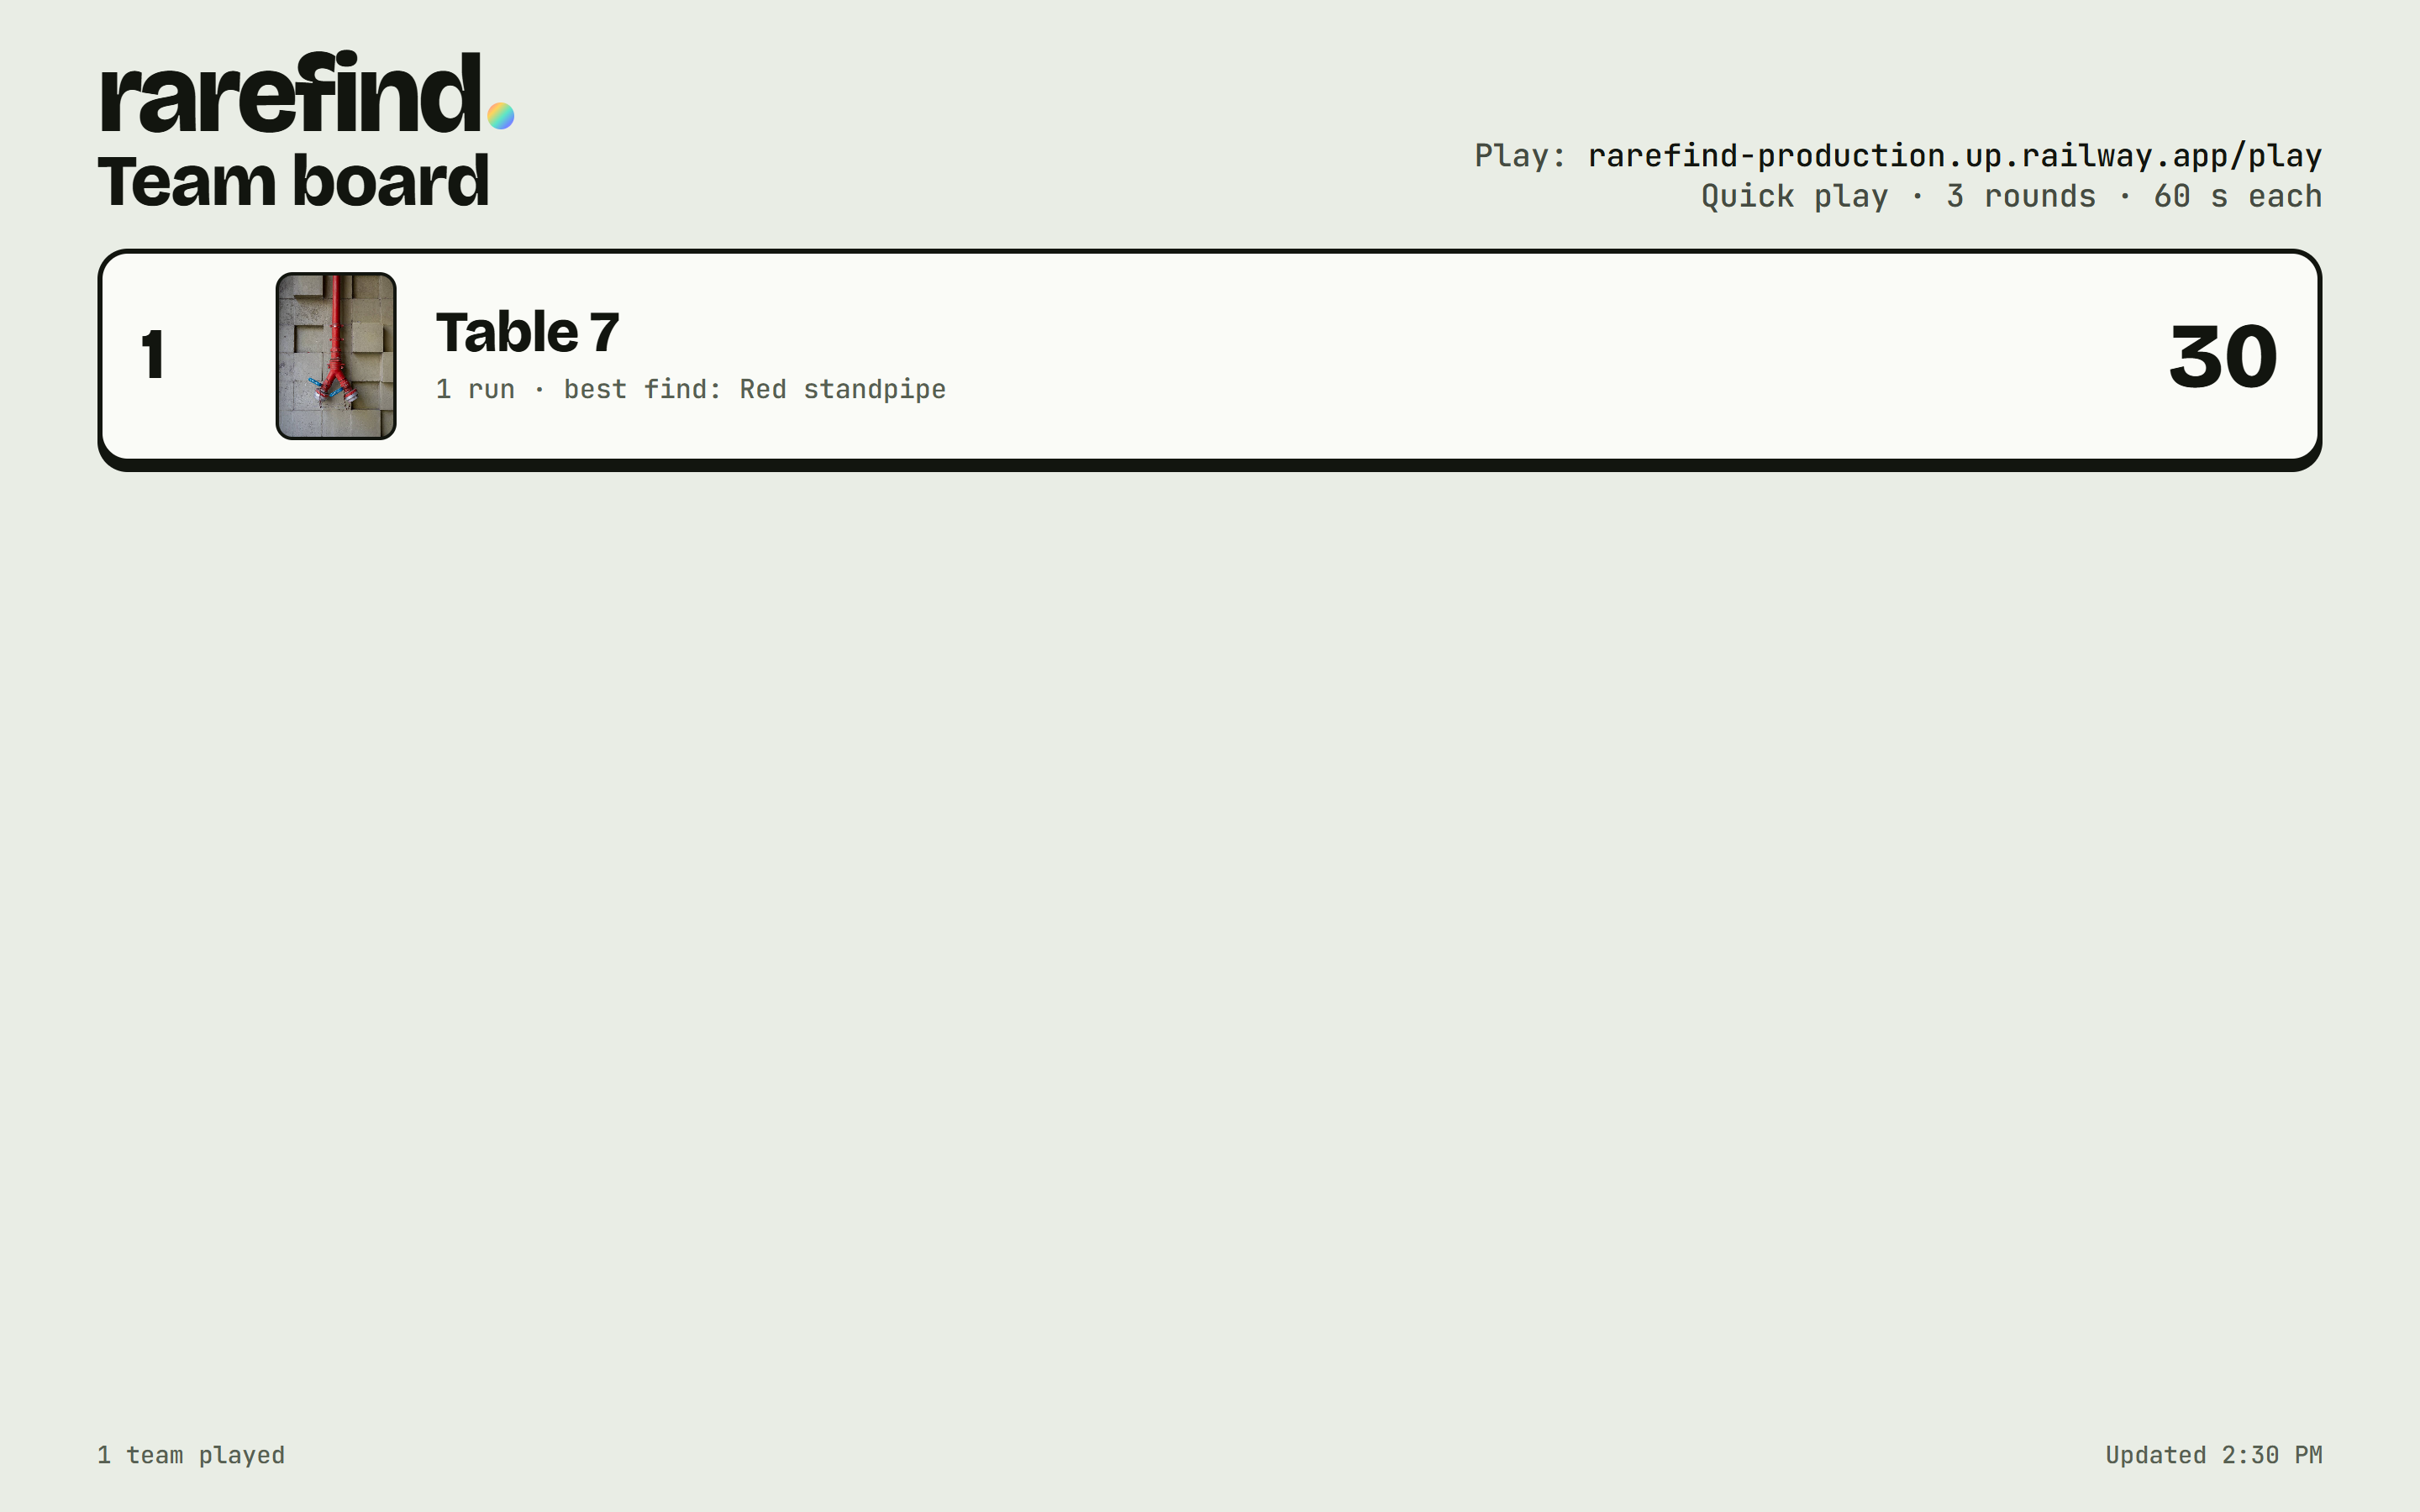 rarefind.
Team board
Play: rarefind-production.up.railway.app/play
Quick play · 3 rounds · 60 s each
1
Table 7
1 run · best find: Red standpipe
30
1 team played
Updated 2:30 PM